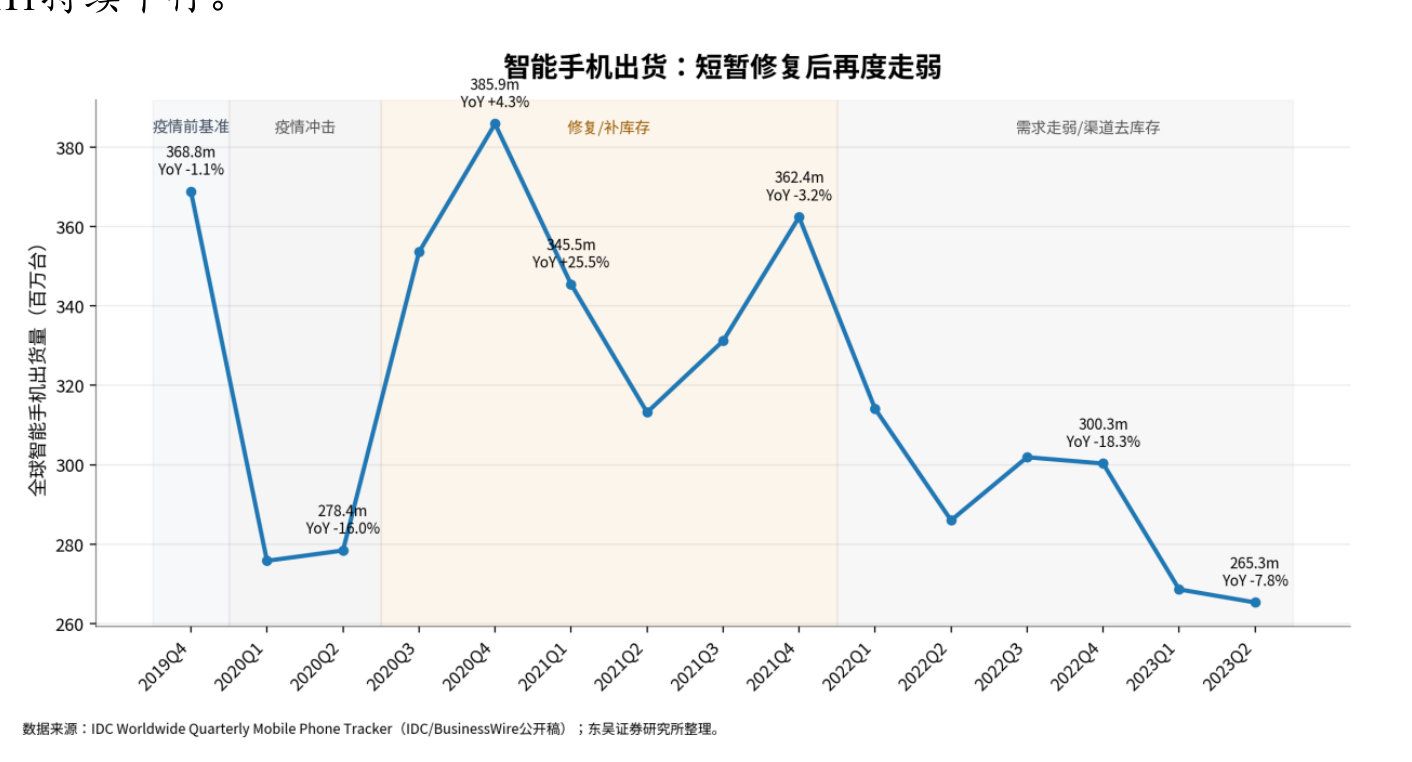 持续下行。
智能手机出货：短暂修复后再度走弱
疫情前基准
疫情冲击
修复/补库存
需求走弱/渠道去库存
368.8m
YoY -1.1%
278.4m
YoY -16.0%
385.9m
YoY +4.3%
345.5m
YoY +25.5%
362.4m
YoY -3.2%
300.3m
YoY -18.3%
265.3m
YoY -7.8%
全球智能手机出货量（百万台）
380
360
340
320
300
280
260
2019Q4
2020Q1
2020Q2
2020Q3
2020Q4
2021Q1
2021Q2
2021Q3
2021Q4
2022Q1
2022Q2
2022Q3
2022Q4
2023Q1
2023Q2
数据来源：IDC Worldwide Quarterly Mobile Phone Tracker（IDC/BusinessWire公开稿）；东吴证券研究所整理。